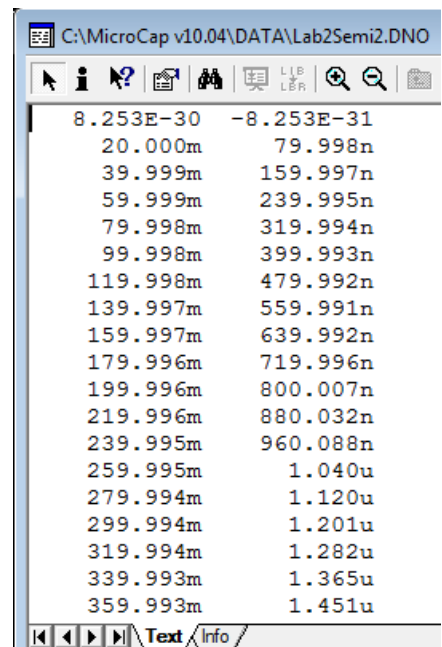 C:\MicroCap v10.04\DATA\Lab2Semi2.DNO
LIB
LBR
8.253E-30 -8.253E-31
20.000m 79.998n
39.999m 159.997n
59.999m 239.995n
79.998m 319.994n
99.998m 399.993n
119.998m 479.992n
139.997m 559.991n
159.997m 639.992n
179.996m 719.996n
199.996m 800.007n
219.996m 880.032n
239.995m 960.088n
259.995m 1.040u
279.994m 1.120u
299.994m 1.201u
319.994m 1.282u
339.993m 1.365u
359.993m 1.451u
Text Info